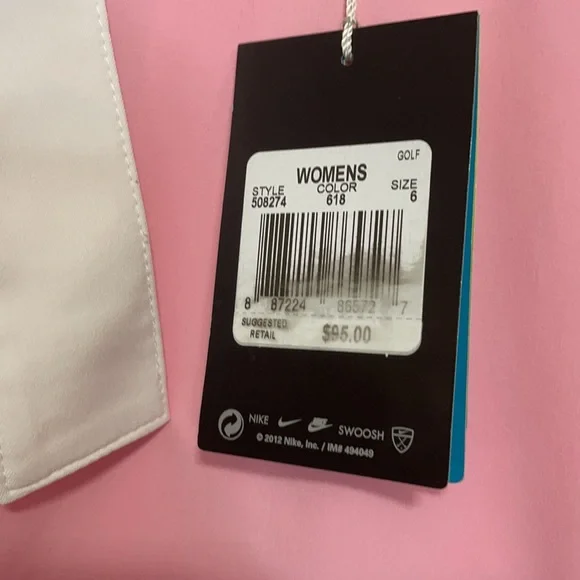 GOLF
WOMENS
STYLE COLOR SIZE
508274 618 6
8 87224 86572 7
SUGGESTED RETAIL $95.00
NIKE SWOOSH
© 2012 Nike, Inc. / IM# 494049